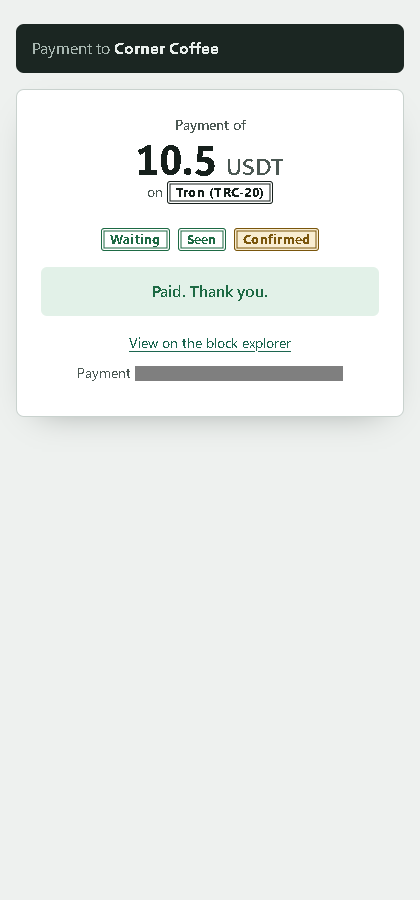 Payment to Corner Coffee
Payment of
10.5 USDT
on Tron (TRC-20)
Waiting Seen Confirmed
Paid. Thank you.
View on the block explorer
Payment